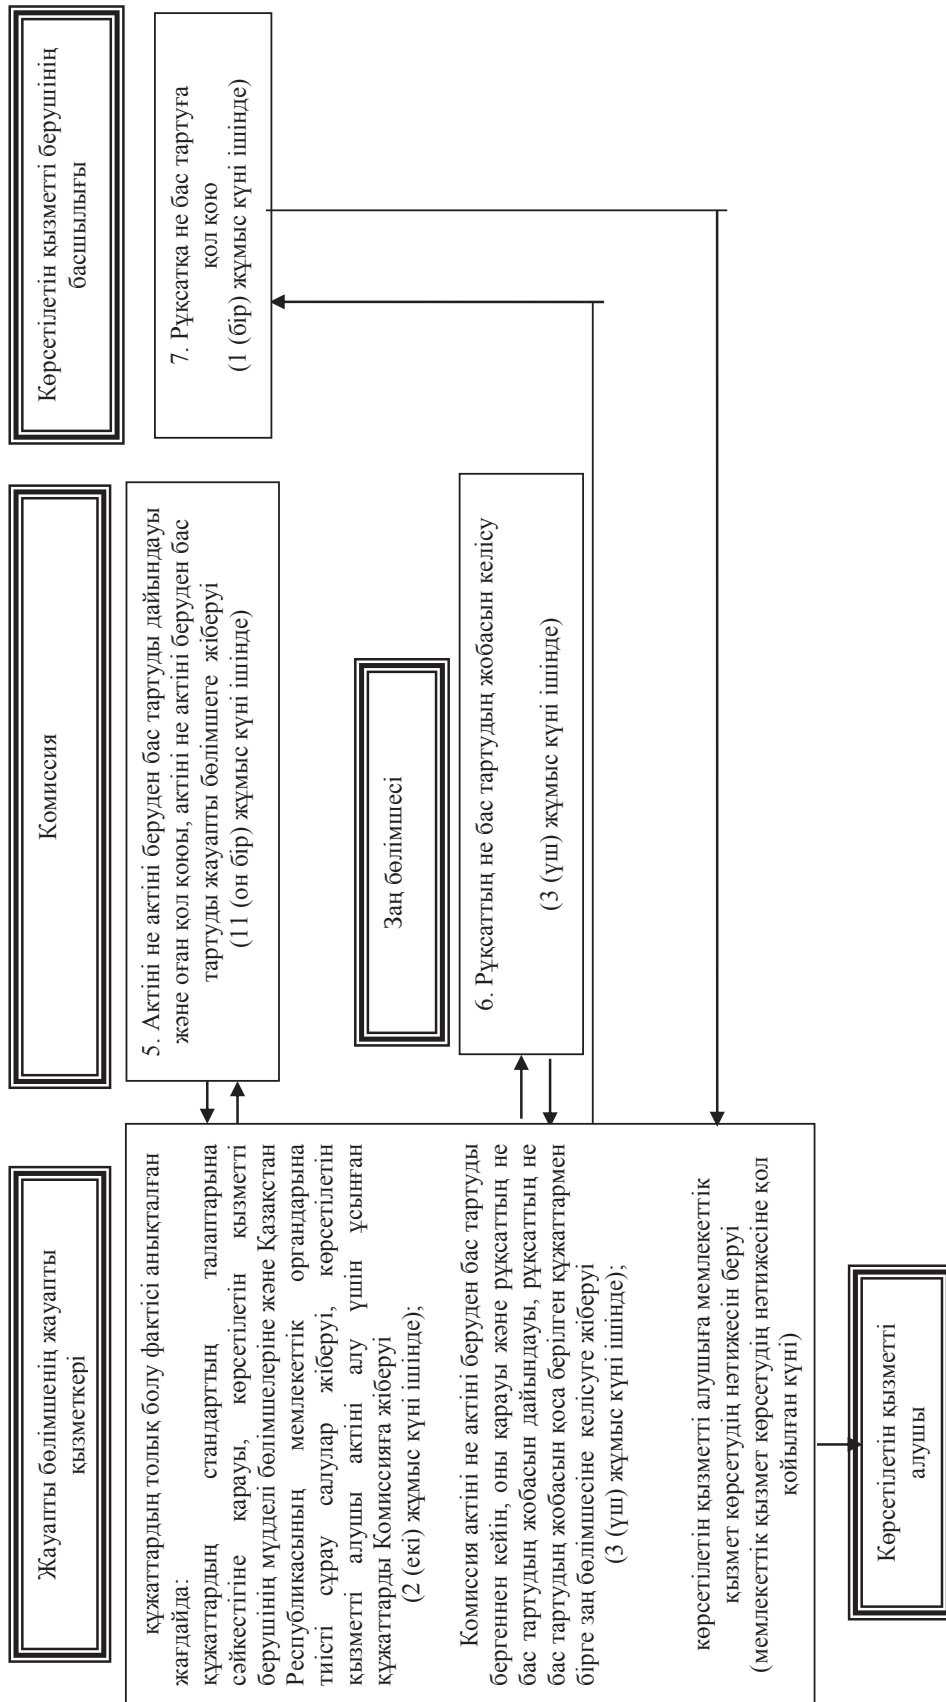 Жауапты бөлімшенің жауапты
қызметкері
Комиссия
Көрсетілетін қызметті берушінің
басшылығы
құжаттардың толық болу фактісі анықталған
жағдайда:
құжаттардың стандарттың талаптарына
сәйкестігіне қарауы, көрсетілетін қызметті
берушінің мүдделі бөлімшелеріне және Қазақстан
Республикасының мемлекеттік органдарына
тиісті сұрау салулар жіберуі, көрсетілетін
қызметті алушы актіні алу үшін ұсынған
құжаттарды Комиссияға жіберуі
(2 (екі) жұмыс күні ішінде);
Комиссия актіні не актіні беруден бас тартуды
бергеннен кейін, оны қарауы және рұқсаттың не
бас тартудың жобасын дайындауы, рұқсаттың не
бас тартудың жобасын қоса берілген құжаттармен
бірге заң бөлімшесіне келісуге жіберуі
(3 (үш) жұмыс күні ішінде);
көрсетілетін қызметті алушыға мемлекеттік
қызмет көрсетудің нәтижесін беруі
(мемлекеттік қызмет көрсетудің нәтижесіне қол
қойылған күні)
5. Актіні не актіні беруден бас тартуды дайындауы
және оған қол қоюы, актіні не актіні беруден бас
тартуды жауапты бөлімшеге жіберуі
(11 (он бір) жұмыс күні ішінде)
Заң бөлімшесі
6. Рұқсаттың не бас тартудың жобасын келісу
(3 (үш) жұмыс күні ішінде)
7. Рұқсатқа не бас тартуға
қол қою
(1 (бір) жұмыс күні ішінде)
Көрсетілетін қызметті
алушы